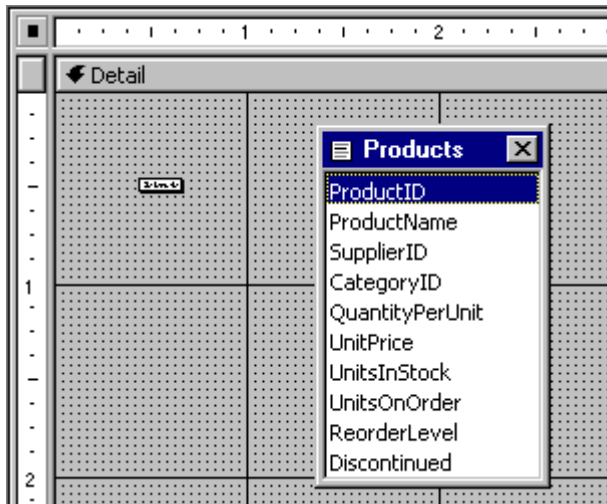 1 2
Detail
Products
ProductID
ProductName
SupplierID
CategoryID
1
QuantityPerUnit
UnitPrice
UnitsInStock
UnitsOnOrder
ReorderLevel
Discontinued
2